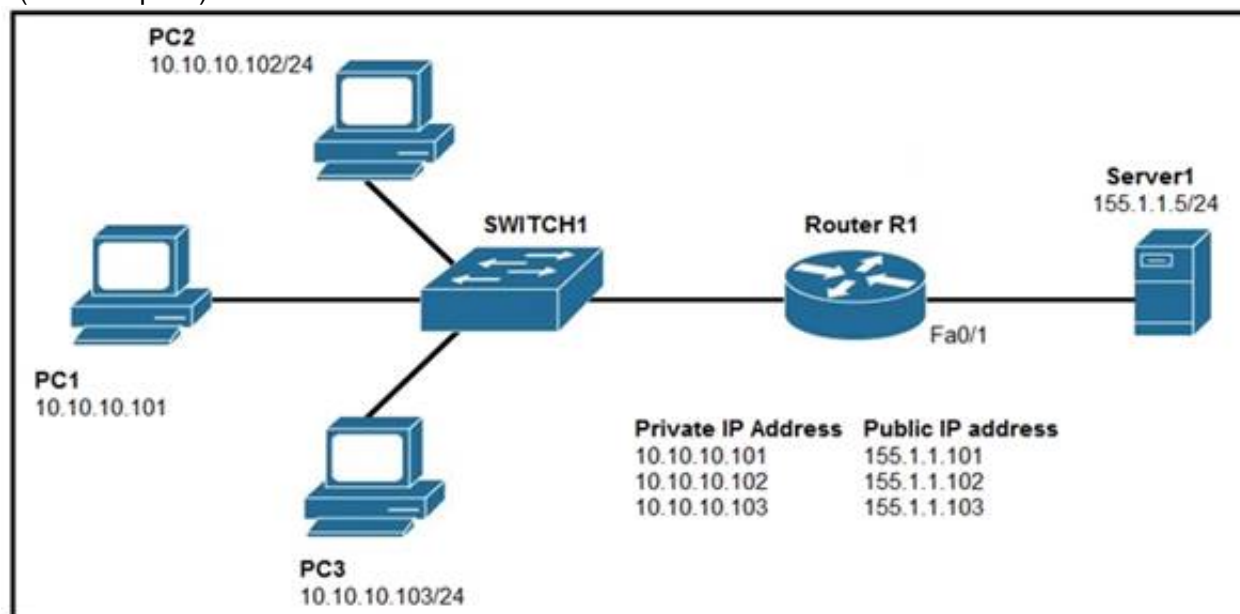 PC2
10.10.10.102/24
Server1
155.1.1.5/24
SWITCH1
Router R1
Fa0/1
PC1
10.10.10.101
Private IP Address Public IP address
10.10.10.101 155.1.1.101
10.10.10.102 155.1.1.102
10.10.10.103 155.1.1.103
PC3
10.10.10.103/24